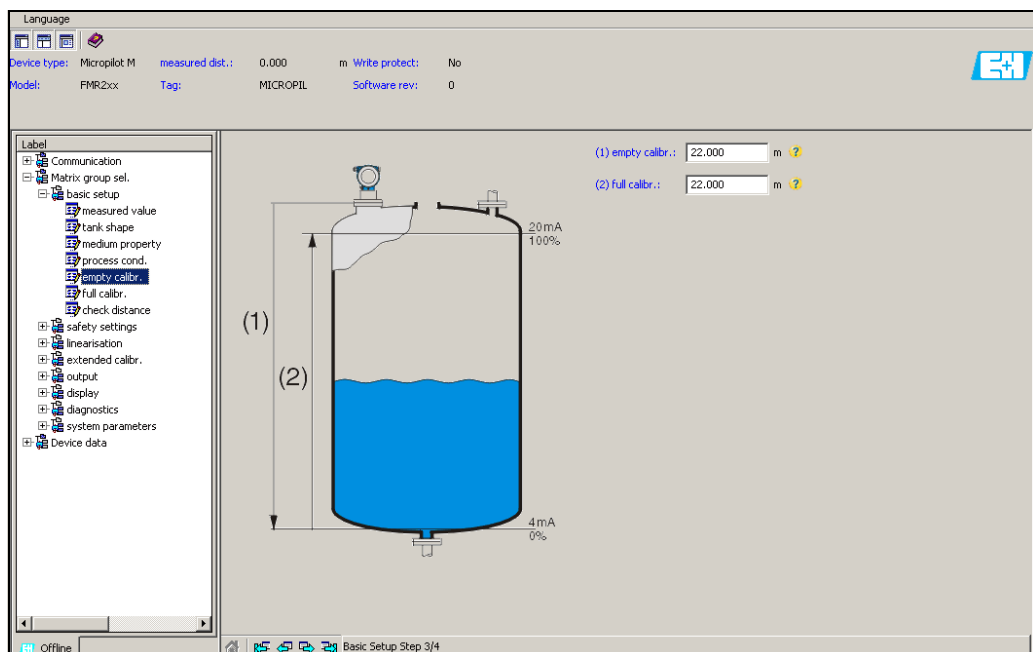 Language
Device type: Micropilot M measured dist.: 0.000 m Write protect: No
Model: FMR2xx Tag: MICROPIL Software rev: 0
E+H
Label
Communication
Matrix group sel.
basic setup
measured value
tank shape
medium property
process cond.
empty calibr.
full calibr.
check distance
safety settings
linearisation
extended calibr.
output
display
diagnostics
system parameters
Device data
(1) empty calibr.: 22.000 m ?
(2) full calibr.: 22.000 m ?
20mA
100%
(1)
(2)
4mA
0%
Offline
Basic Setup Step 3/4